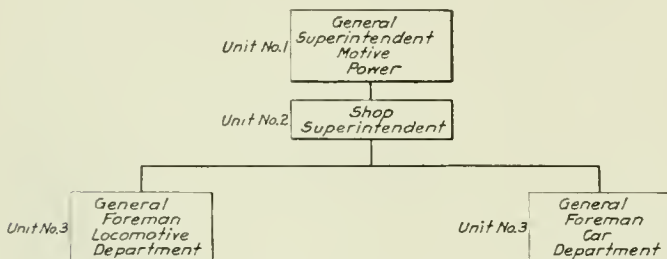 General
Superintendent
Motive
Power
Unit No.1
Shop
Superintendent
Unit No.2
General
Foreman
Locomotive
Department
Unit No.3
General
Foreman
Car
Department
Unit No.3